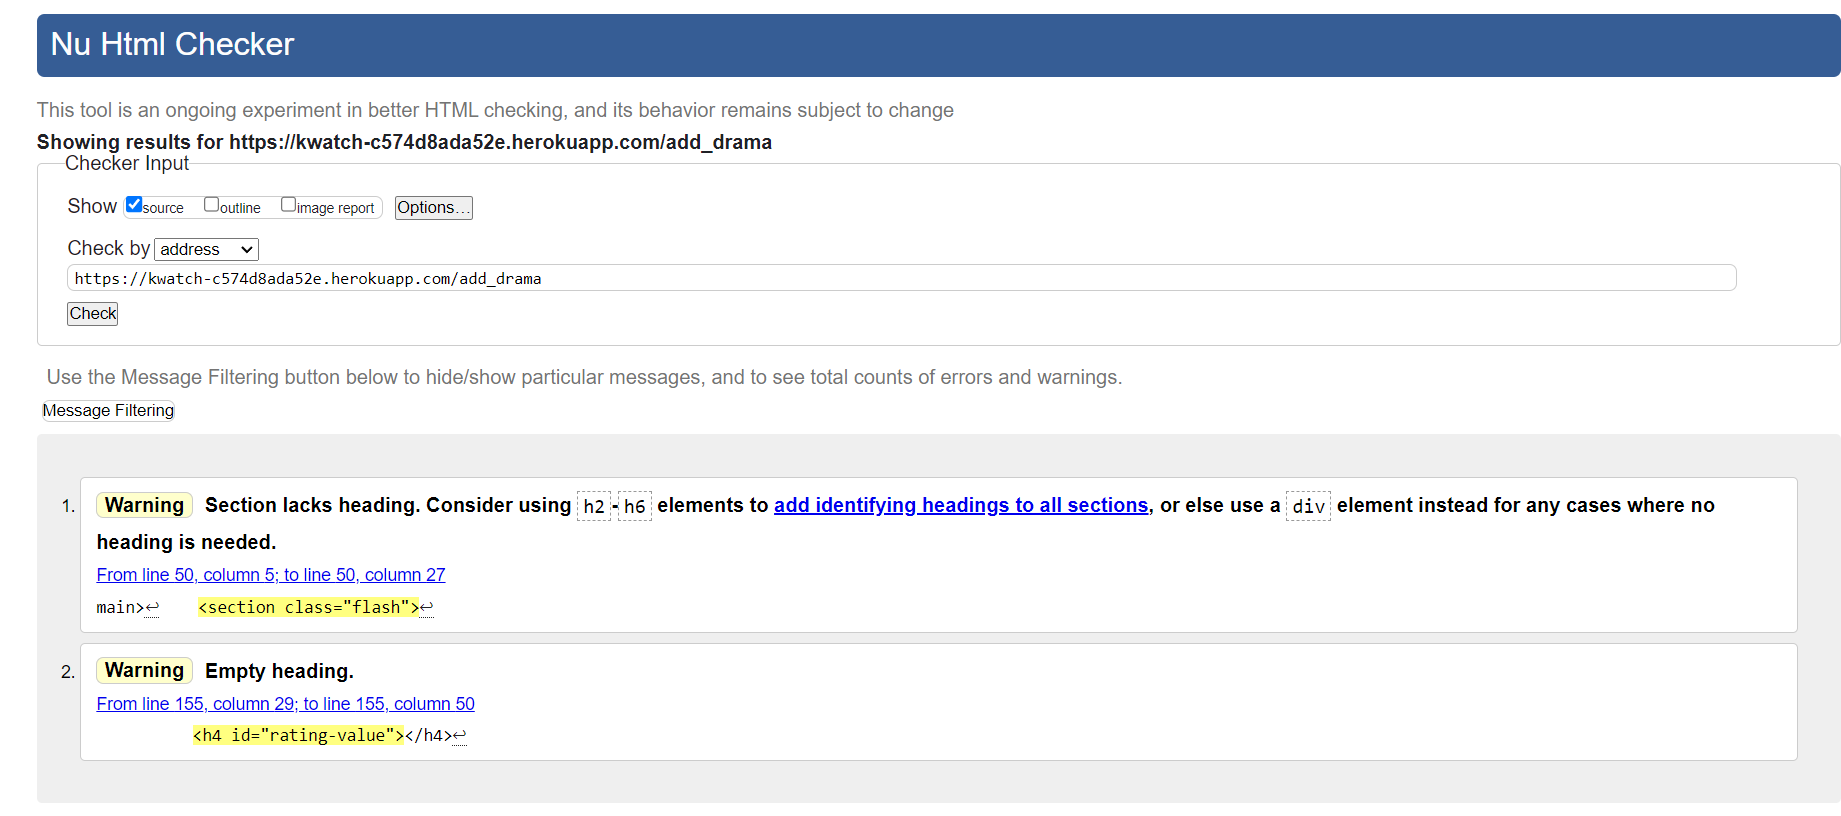 Nu Html Checker
This tool is an ongoing experiment in better HTML checking, and its behavior remains subject to change
Showing results for https://kwatch-c574d8ada52e.herokuapp.com/add_drama
Checker Input
Show source outline image report Options...
Check by address
https://kwatch-c574d8ada52e.herokuapp.com/add_drama
Check
Use the Message Filtering button below to hide/show particular messages, and to see total counts of errors and warnings.
Message Filtering
1. Warning Section lacks heading. Consider using h2-h6 elements to add identifying headings to all sections, or else use a div element instead for any cases where no
heading is needed.
From line 50, column 5; to line 50, column 27
main>↩ <section class="flash">↩
2. Warning Empty heading.
From line 155, column 29; to line 155, column 50
<h4 id="rating-value"></h4>↩